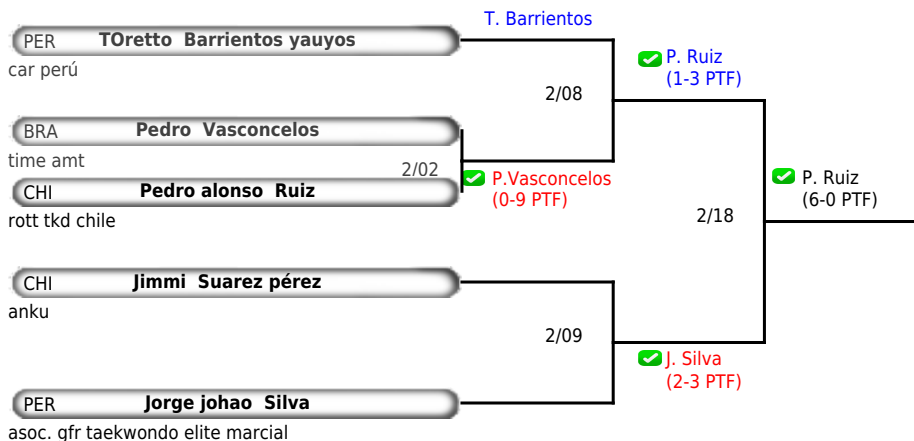 T. Barrientos
PER TOretto Barrientos yauyos
car perú
P. Ruiz
(1-3 PTF)
2/08
BRA Pedro Vasconcelos
time amt
2/02
P.Vasconcelos
(0-9 PTF)
CHI Pedro alonso Ruiz
rott tkd chile
P. Ruiz
(6-0 PTF)
2/18
CHI Jimmi Suarez pérez
anku
2/09
J. Silva
(2-3 PTF)
PER Jorge johao Silva
asoc. gfr taekwondo elite marcial